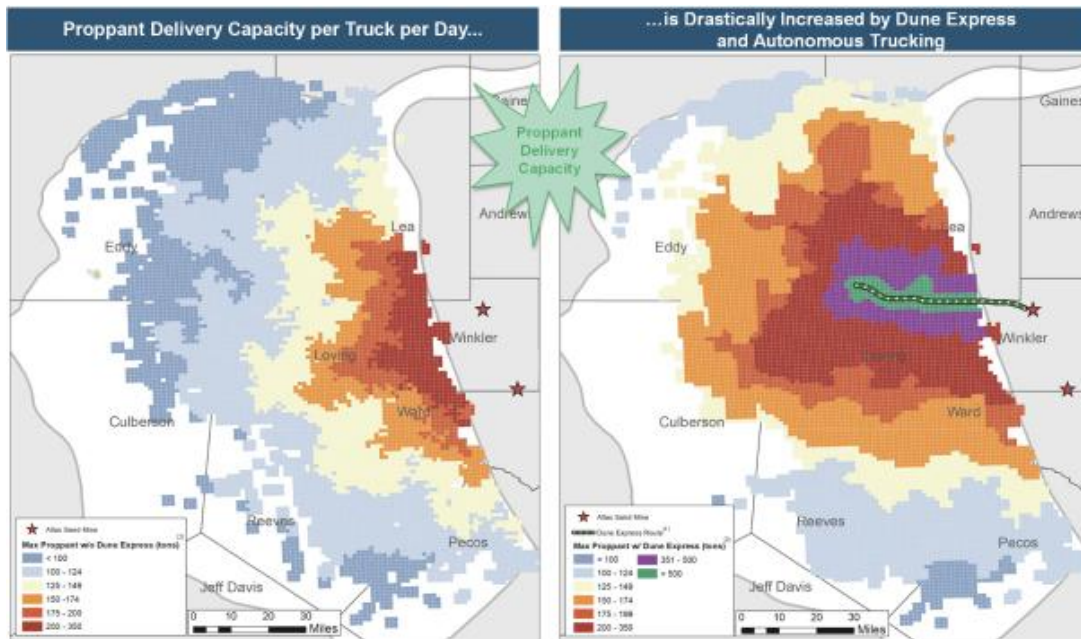 Proppant Delivery Capacity per Truck per Day...
...is Drastically Increased by Dune Express
and Autonomous Trucking
Proppant
Delivery
Capacity
Eddy
Lea
Gaines
Andrews
Winkler
Loving
Ward
Culberson
Reeves
Pecos
Jeff Davis
Atlas Sand Mine
Max Proppant w/o Dune Express (tons)
< 100
100 - 124
125 - 149
150 - 174
175 - 200
200 - 350
0 10 20 30
Miles
Gaines
Andrews
Eddy
Winkler
Ward
Culberson
Reeves
Pecos
Jeff Davis
Atlas Sand Mine
Dune Express Route
Max Proppant w/ Dune Express (tons)
100
351 - 500
100 - 124
500
125 - 149
150 - 174
175 - 199
200 - 350
0 10 20 30
Miles